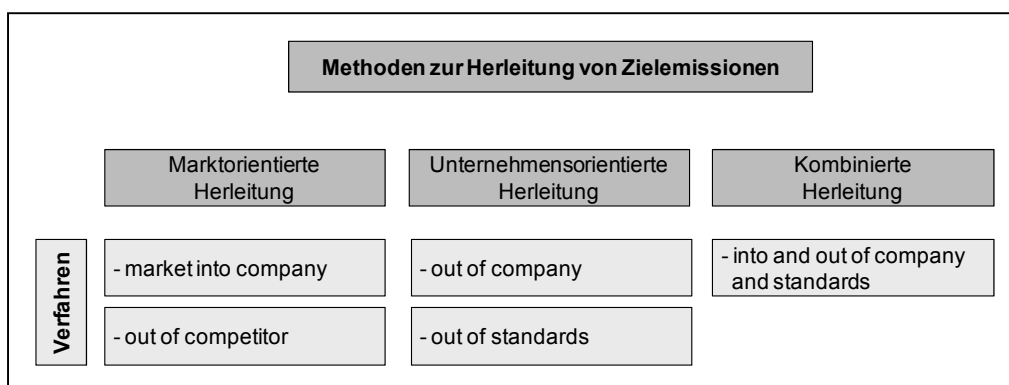 Methoden zur Herleitung von Zielemissionen
Marktorientierte
Herleitung
Unternehmensorientierte
Herleitung
Kombinierte
Herleitung
Verfahren
- market into company
- out of company
- into and out of company
and standards
- out of competitor
- out of standards